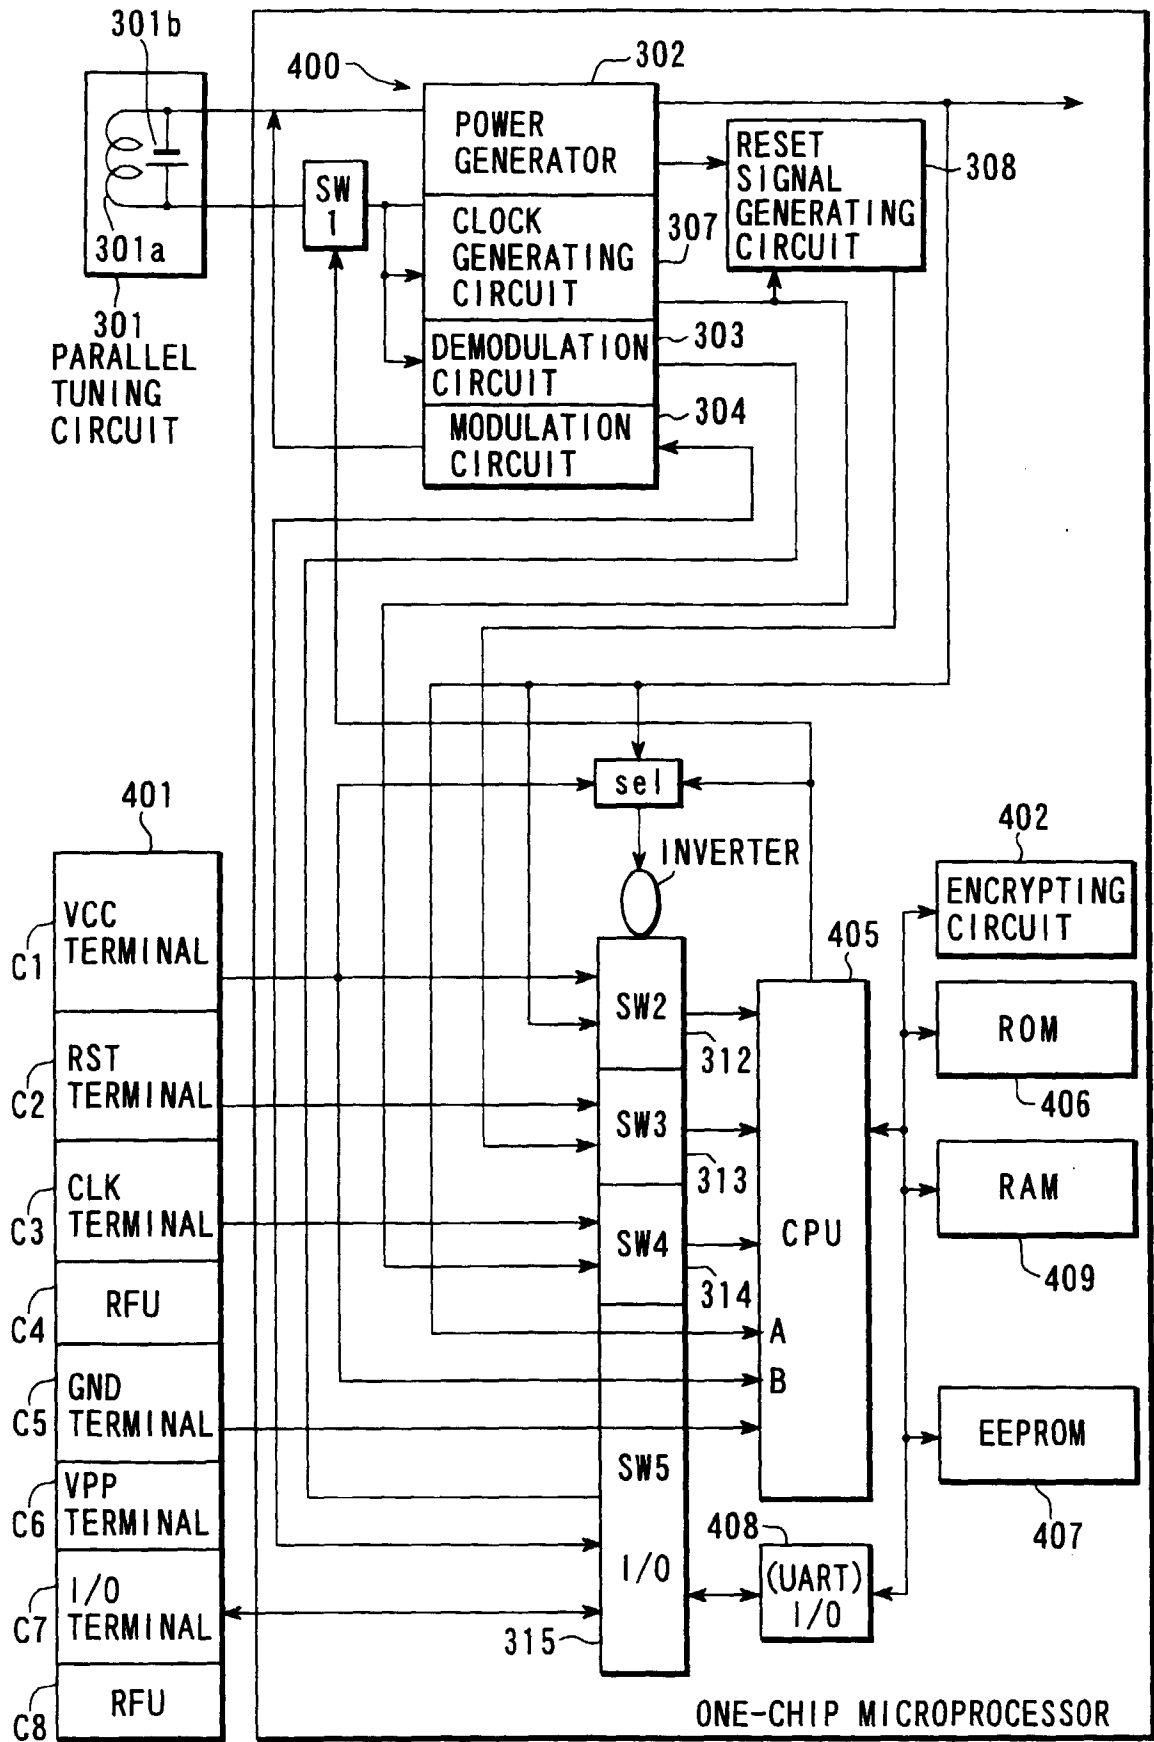 301b
400
302
POWER
GENERATOR
RESET
SIGNAL
GENERATING
CIRCUIT
308
SW
1
301a
CLOCK
GENERATING
CIRCUIT
307
301
PARALLEL
TUNING
CIRCUIT
DEMODULATION
CIRCUIT
303
MODULATION
CIRCUIT
304
sel
INVERTER
401
402
ENCRYPTING
CIRCUIT
405
VCC
TERMINAL
C1
SW2
312
ROM
406
RST
TERMINAL
C2
SW3
313
CLK
TERMINAL
C3
SW4
314
CPU
RAM
409
RFU
C4
A
B
GND
TERMINAL
C5
SW5
EEPROM
407
VPP
TERMINAL
C6
408
I/O
(UART)
I/O
I/O
TERMINAL
C7
315
RFU
C8
ONE-CHIP MICROPROCESSOR